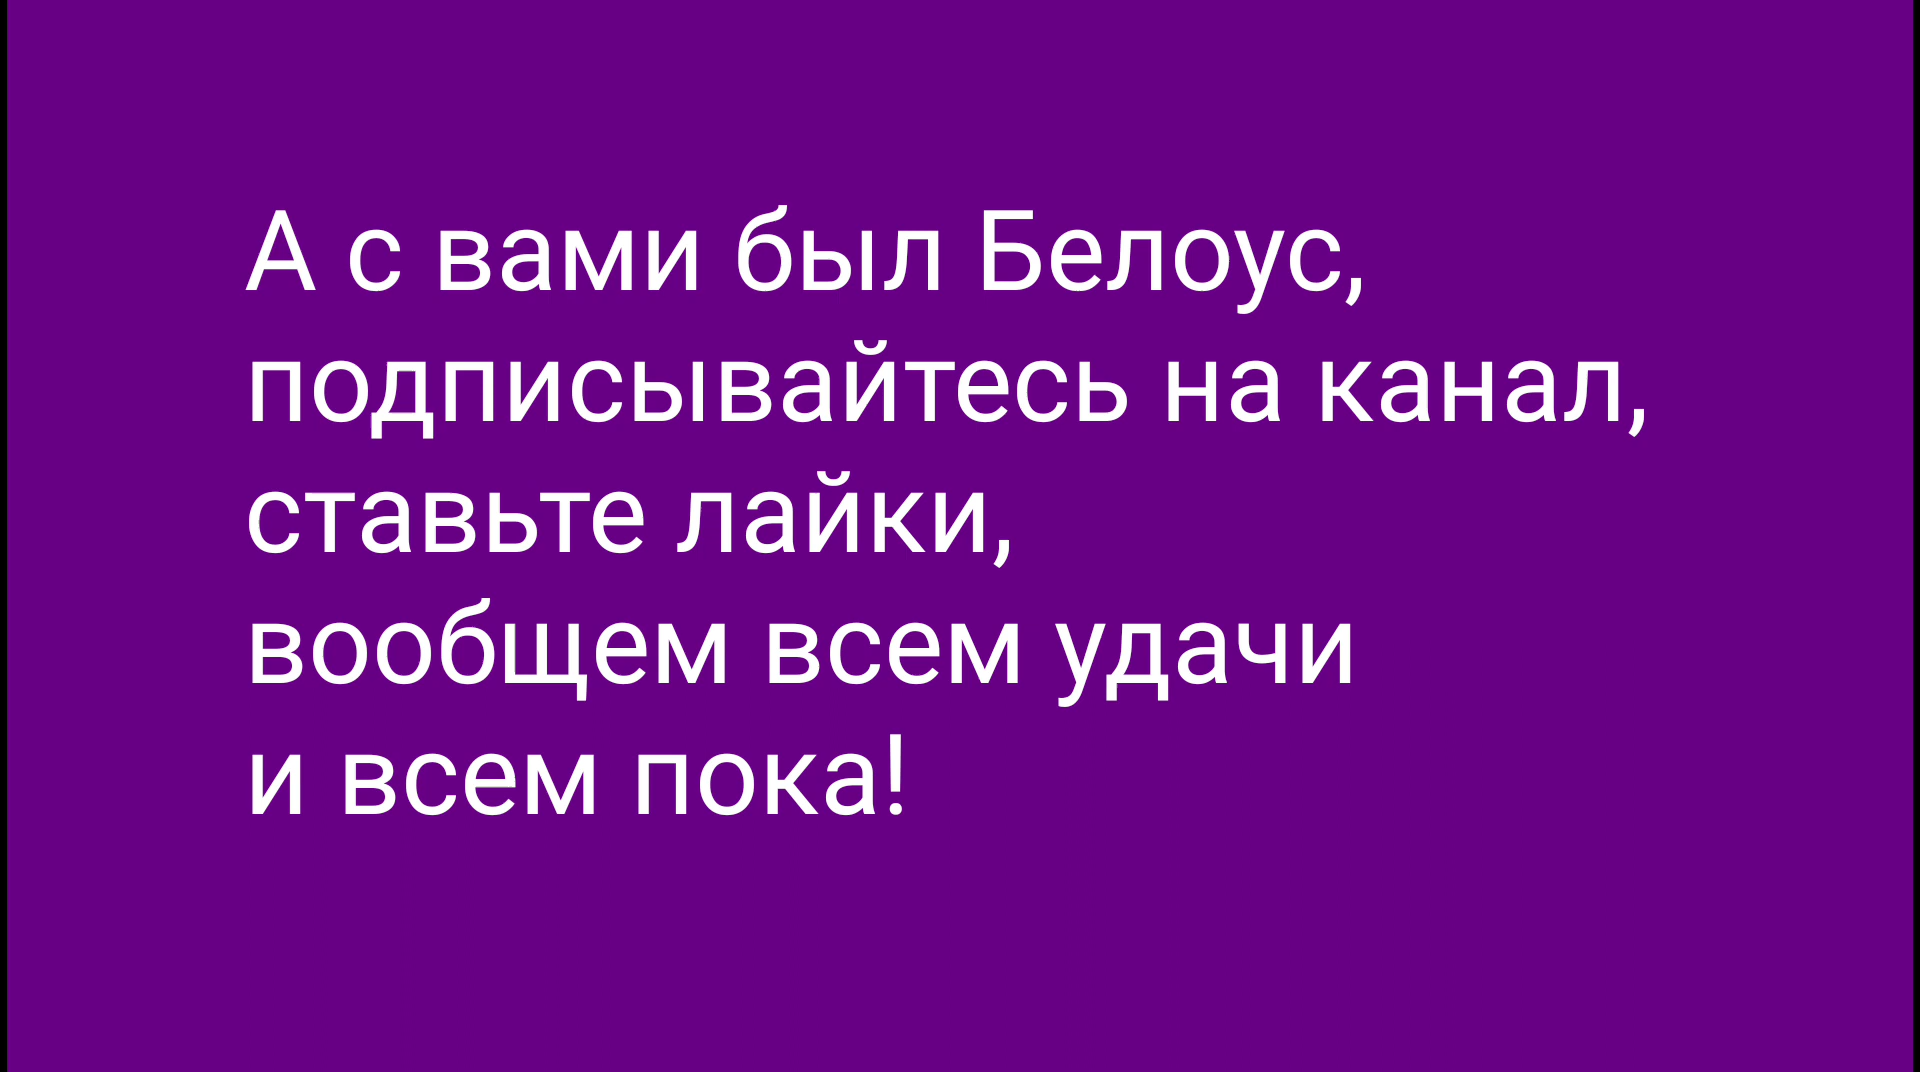 А с вами был Белоус,
подписывайтесь на канал,
ставьте лайки,
вообщем всем удачи
и всем пока!